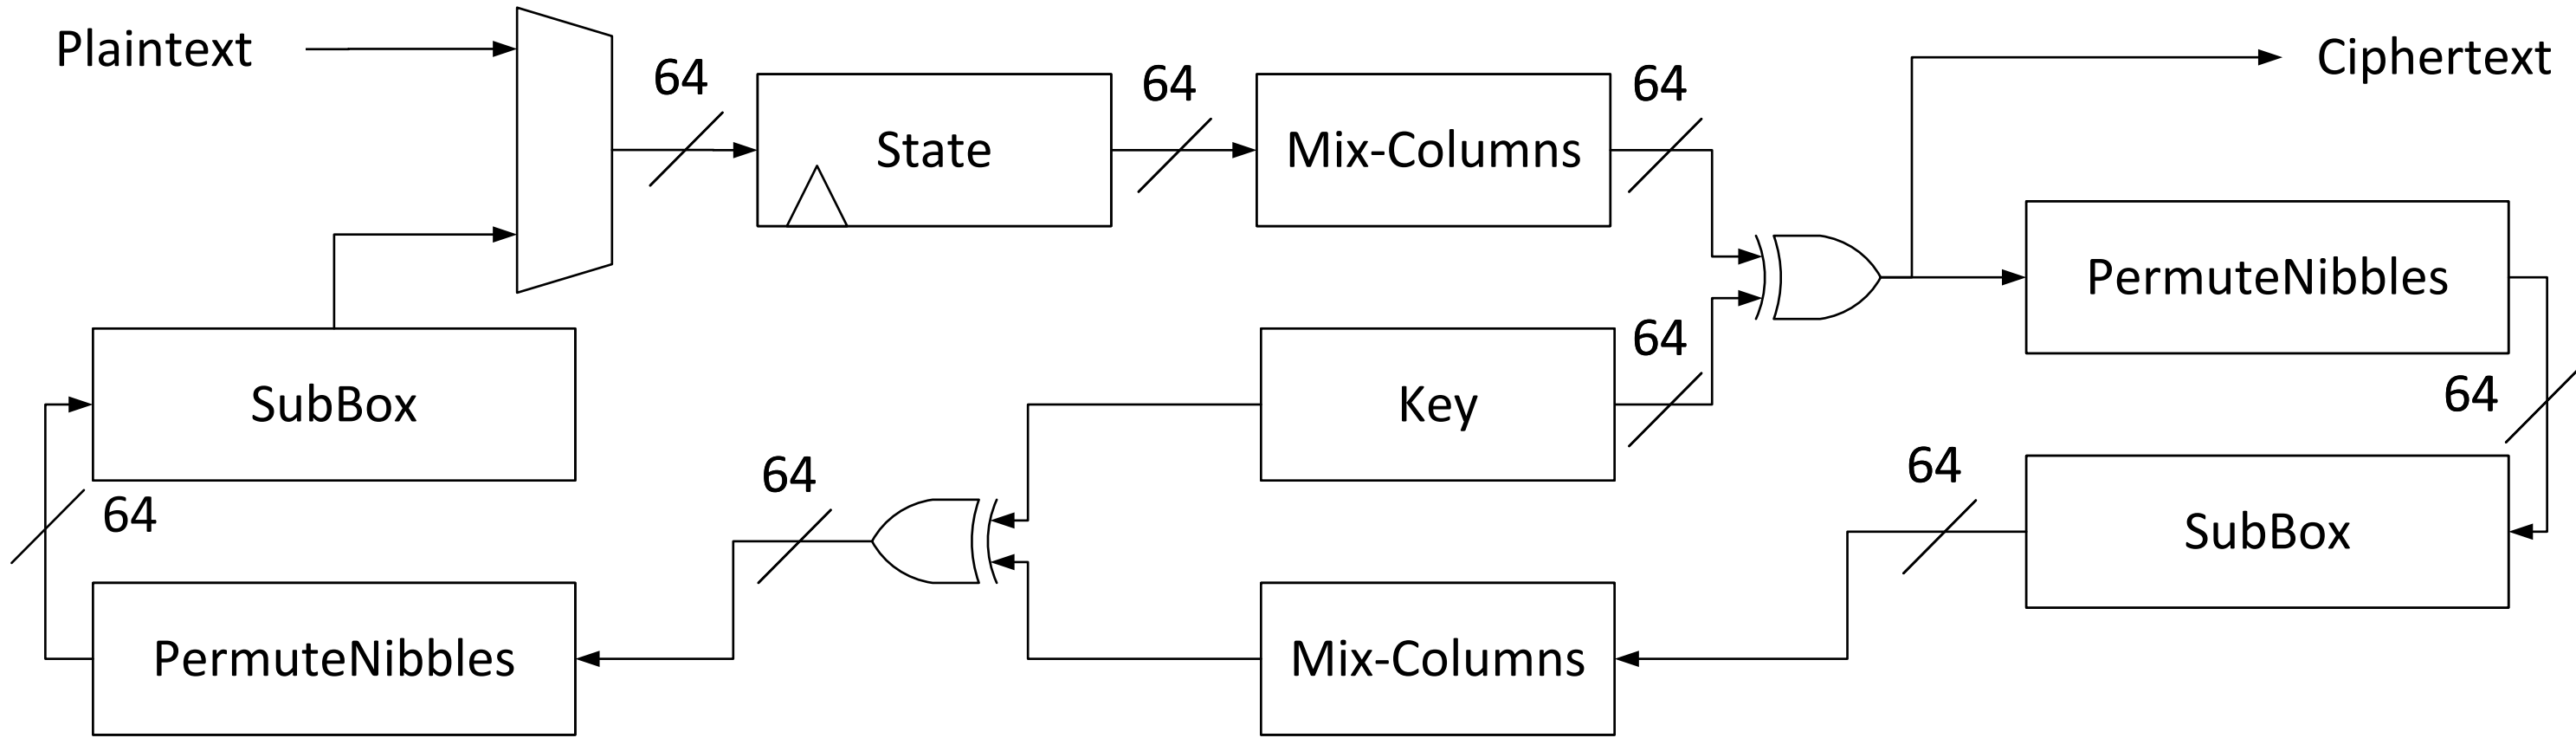 Plaintext
64
State
64
Mix-Columns
64
Ciphertext
PermuteNibbles
SubBox
Key
64
64
64
64
SubBox
64
PermuteNibbles
Mix-Columns